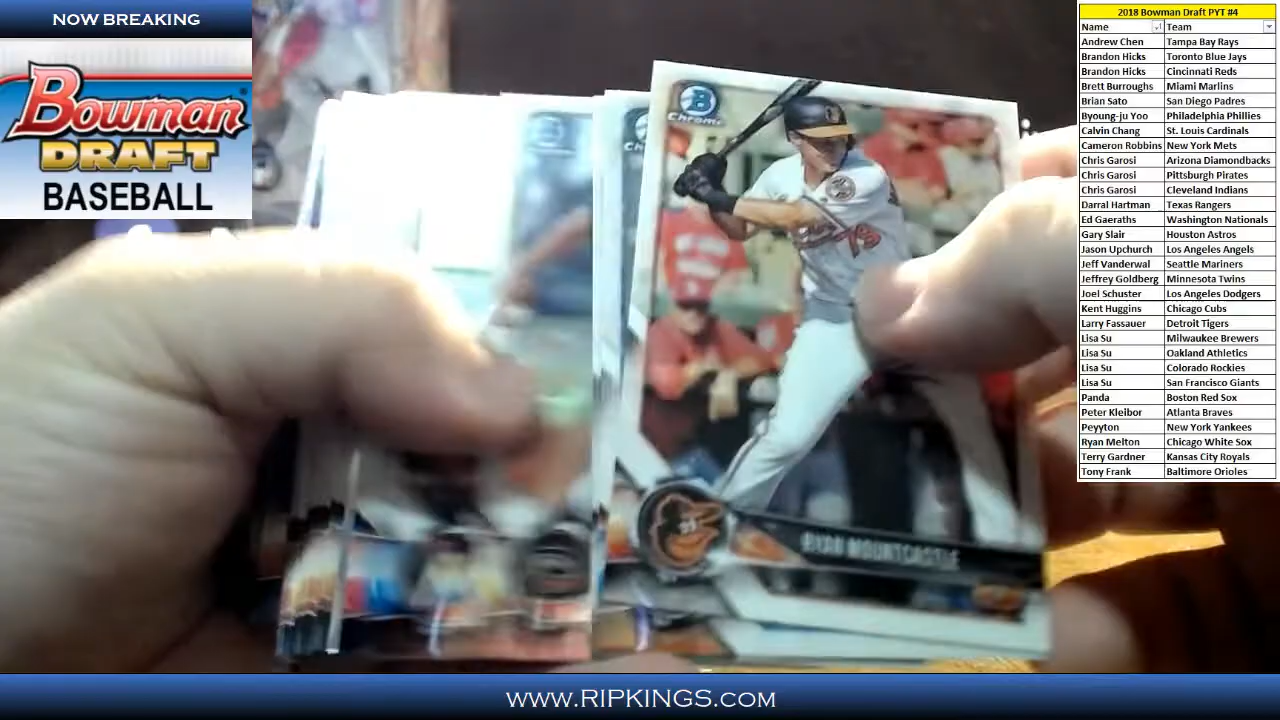 NOW BREAKING
Bowman
DRAFT
BASEBALL
B
Chrome
19
RYAN MOUNTCASTLE
2018 Bowman Draft PYT #4
Name Team
Andrew Chen Tampa Bay Rays
Brandon Hicks Toronto Blue Jays
Brandon Hicks Cincinnati Reds
Brett Burroughs Miami Marlins
Brian Sato San Diego Padres
Byoung-ju Yoo Philadelphia Phillies
Calvin Chang St. Louis Cardinals
Cameron Robbins New York Mets
Chris Garosi Arizona Diamondbacks
Chris Garosi Pittsburgh Pirates
Chris Garosi Cleveland Indians
Darral Hartman Texas Rangers
Ed Gaeraths Washington Nationals
Gary Slair Houston Astros
Jason Upchurch Los Angeles Angels
Jeff Vanderwal Seattle Mariners
Jeffrey Goldberg Minnesota Twins
Joel Schuster Los Angeles Dodgers
Kent Huggins Chicago Cubs
Larry Fassauer Detroit Tigers
Lisa Su Milwaukee Brewers
Lisa Su Oakland Athletics
Lisa Su Colorado Rockies
Lisa Su San Francisco Giants
Panda Boston Red Sox
Peter Kleibor Atlanta Braves
Peyyton New York Yankees
Ryan Melton Chicago White Sox
Terry Gardner Kansas City Royals
Tony Frank Baltimore Orioles
WWW.RIPKINGS.COM